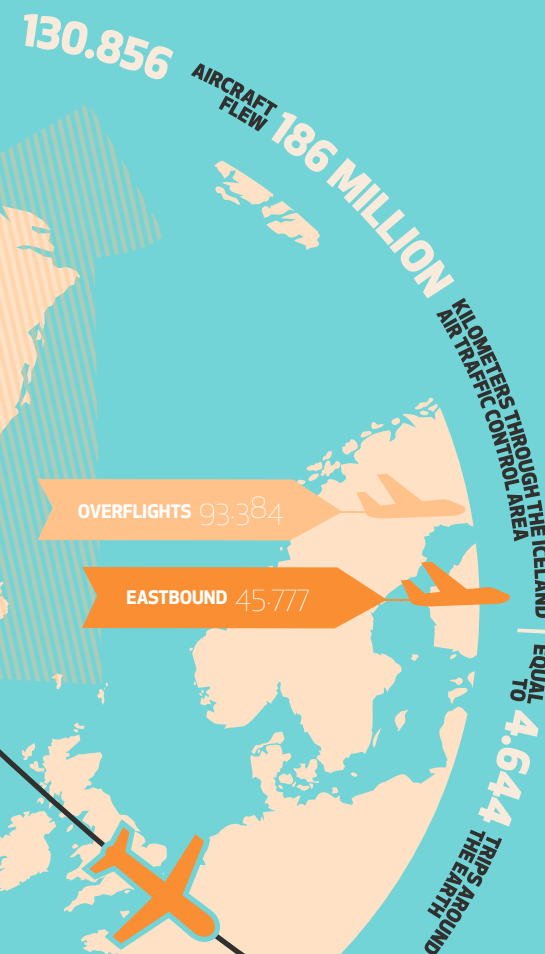 130.856
AIRCRAFT
FLEW
186 MILLION
KILOMETERS THROUGH THE ICELAND
AIR TRAFFIC CONTROL AREA
EQUAL
TO
4.644
TRIPS AROUND
THE EARTH
OVERFLIGHTS 93.384
EASTBOUND 45.777